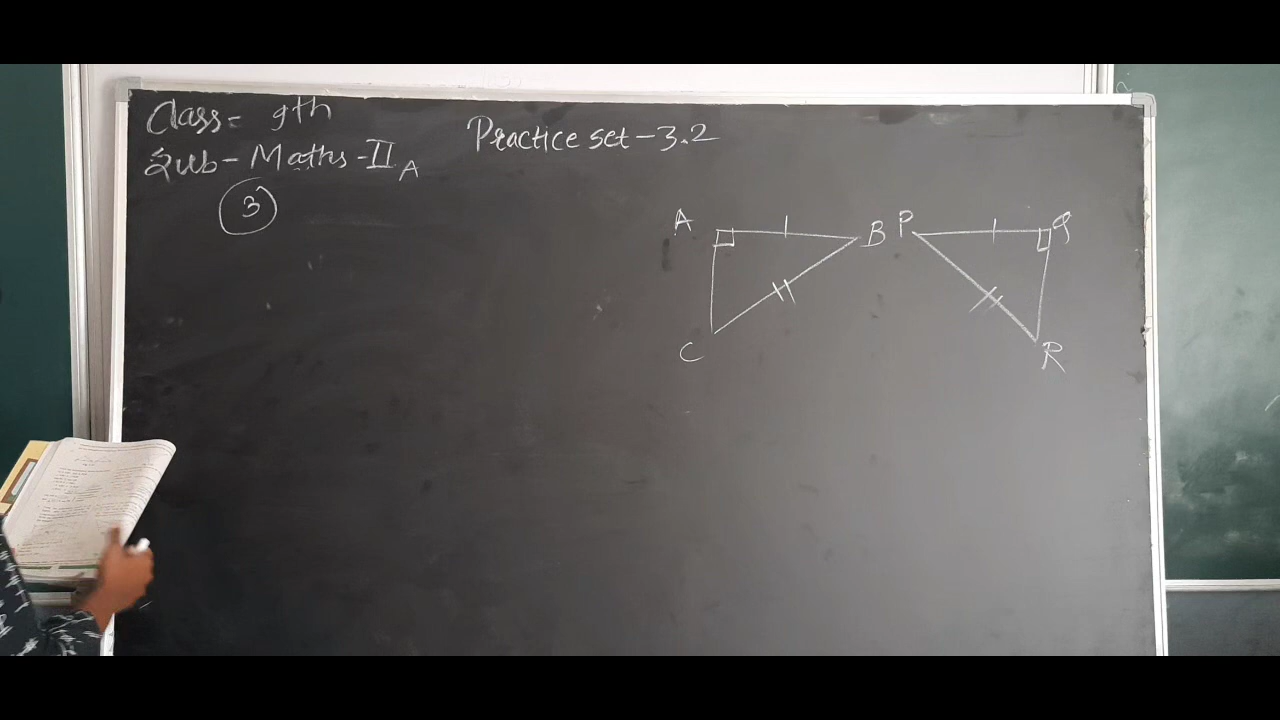 Class = 9th
Sub - Maths - II A
Practice set - 3.2
3
A
B
P
Q
C
R